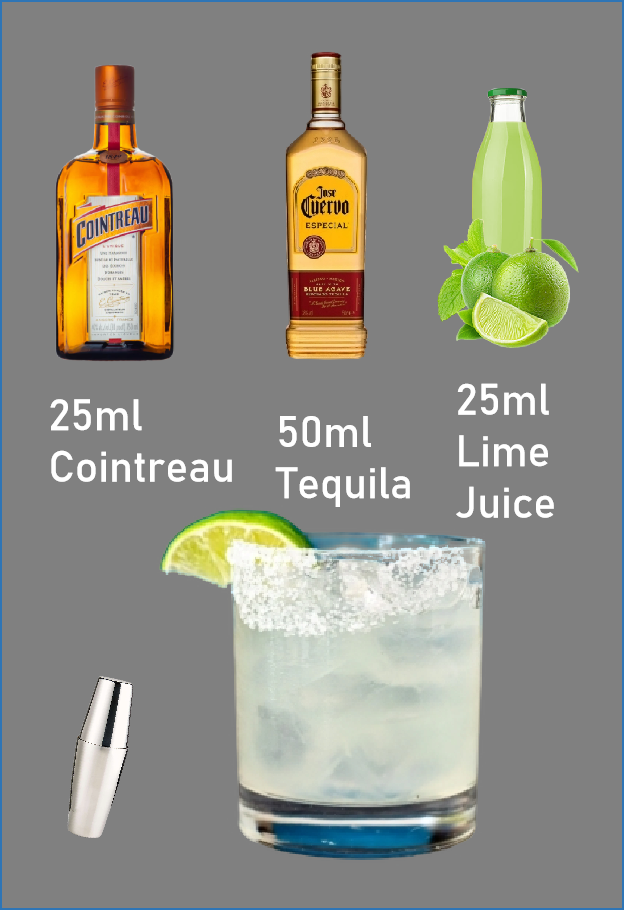 COINTREAU
Jose
Cuervo
ESPECIAL
BLUE AGAVE
25ml
Cointreau
50ml
Tequila
25ml
Lime
Juice